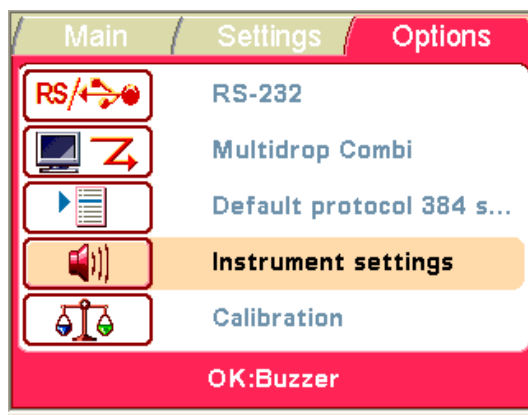 Main Settings Options
RS/ RS-232
Multidrop Combi
Default protocol 384 s...
Instrument settings
Calibration
OK:Buzzer